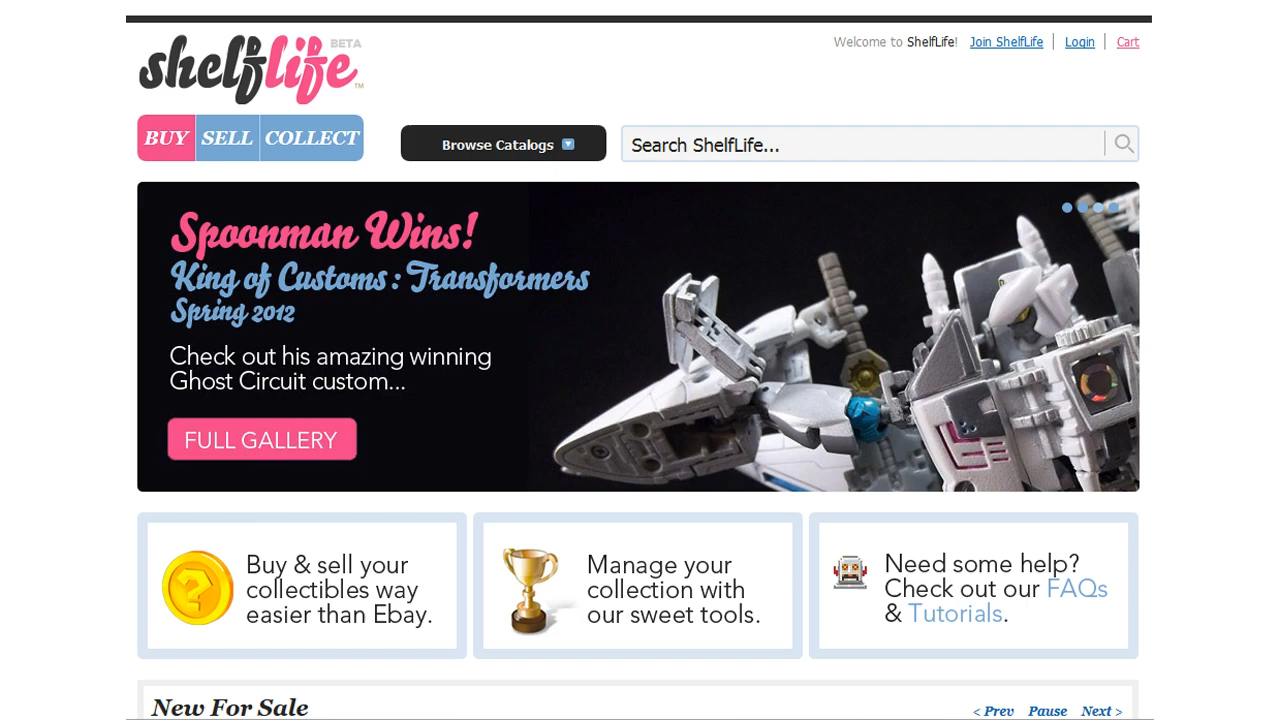 shelflife BETA ™
Welcome to ShelfLife! Join ShelfLife Login Cart
BUY SELL COLLECT
Browse Catalogs
Search ShelfLife...
Spoonman Wins!
King of Customs : Transformers
Spring 2012
Check out his amazing winning
Ghost Circuit custom...
FULL GALLERY
Buy & sell your
collectibles way
easier than Ebay.
Manage your
collection with
our sweet tools.
Need some help?
Check out our FAQs
& Tutorials.
New For Sale
< Prev Pause Next >